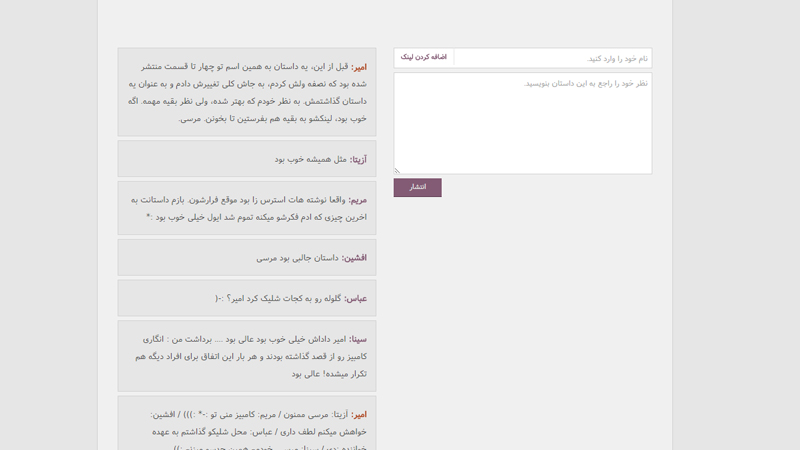 نام خود را وارد کنید.
اضافه کردن لینک
نظر خود را راجع به این داستان بنویسید.
انتشار
امیر: قبل از این، یه داستان به همین اسم تو چهار تا قسمت منتشر
شده بود که نصفه ولش کردم، به جاش کلی تغییرش دادم و به عنوان یه
داستان گذاشتمش. به نظر خودم که بهتر شده، ولی نظر بقیه مهمه. اگه
خوب بود، لینکشو به بقیه هم بفرستین تا بخونن. مرسی.
آزیتا: مثل همیشه خوب بود
مریم: واقعا نوشته هات استرس زا بود موقع فرارشون. بازم داستانت به
اخرین چیزی که ادم فکرشو میکنه تموم شد ایول خیلی خوب بود :*
افشین: داستان جالبی بود مرسی
عباس: گلوله رو به کجات شلیک کرد امیر؟ :-(
سینا: امیر داداش خیلی خوب بود عالی بود .... برداشت من : انگاری
کامبیز رو از قصد گذاشته بودند و هر بار این اتفاق برای افراد دیگه هم
تکرار میشده! عالی بود
امیر: آزیتا: مرسی ممنون / مریم: کامبیز منی تو :-* :))) / افشین:
خواهش میکنم لطف داری / عباس: محل شلیکو گذاشتم به عهده